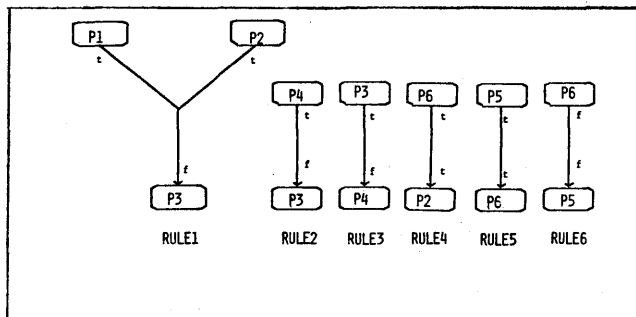 P1 P2
t t
P4 P3 P6 P5 P6
t t t t f
f f f t t f
P3 P3 P4 P2 P6 P5
RULE1 RULE2 RULE3 RULE4 RULE5 RULE6